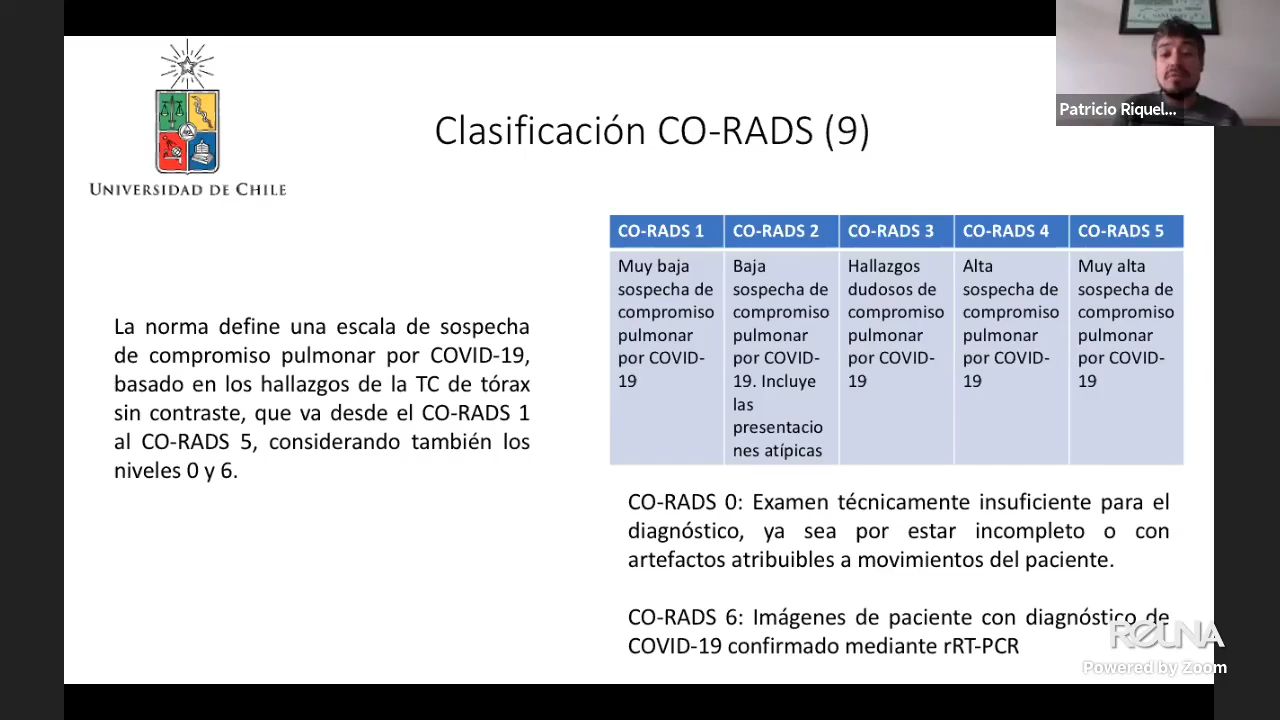 Patricio Riquel...
UNIVERSIDAD DE CHILE
Clasificación CO-RADS (9)
La norma define una escala de sospecha
de compromiso pulmonar por COVID-19,
basado en los hallazgos de la TC de tórax
sin contraste, que va desde el CO-RADS 1
al CO-RADS 5, considerando también los
niveles 0 y 6.
CO-RADS 1
Muy baja
sospecha de
compromiso
pulmonar
por COVID-
19
CO-RADS 2
Baja
sospecha de
compromiso
pulmonar
por COVID-
19. Incluye
las
presentacio
nes atípicas
CO-RADS 3
Hallazgos
dudosos de
compromiso
pulmonar
por COVID-
19
CO-RADS 4
Alta
sospecha de
compromiso
pulmonar
por COVID-
19
CO-RADS 5
Muy alta
sospecha de
compromiso
pulmonar
por COVID-
19
CO-RADS 0: Examen técnicamente insuficiente para el
diagnóstico, ya sea por estar incompleto o con
artefactos atribuibles a movimientos del paciente.
CO-RADS 6: Imágenes de paciente con diagnóstico de
COVID-19 confirmado mediante rRT-PCR
REUNA
Powered by Zoom